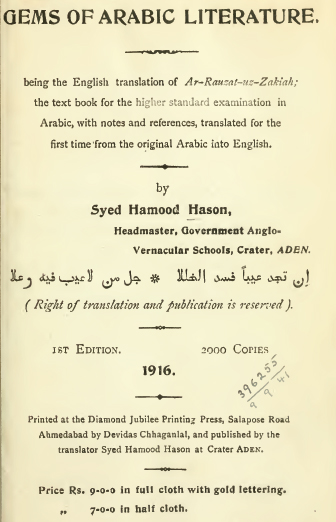 GEMS OF ARABIC LITERATURE.
being the English translation of Ar-Rauzat-uz-Zakiah;
the text book for the higher standard examination in
Arabic, with notes and references, translated for the
first time from the original Arabic into English.
by
Syed Hamood Hason,
Headmaster, Government Anglo-
Vernacular Schools, Crater, ADEN.
إن تجد عيباً فسد الخللا * جل من لاعيب فيه وعلا
( Right of translation and publication is reserved ).
1ST EDITION. 2000 COPIES
1916.
396255
9 9 41
Printed at the Diamond Jubilee Printing Press, Salapose Road
Ahmedabad by Devidas Chhaganlal, and published by the
translator Syed Hamood Hason at Crater ADEN.
Price Rs. 9-0-0 in full cloth with gold lettering.
„ 7-0-0 in half cloth.